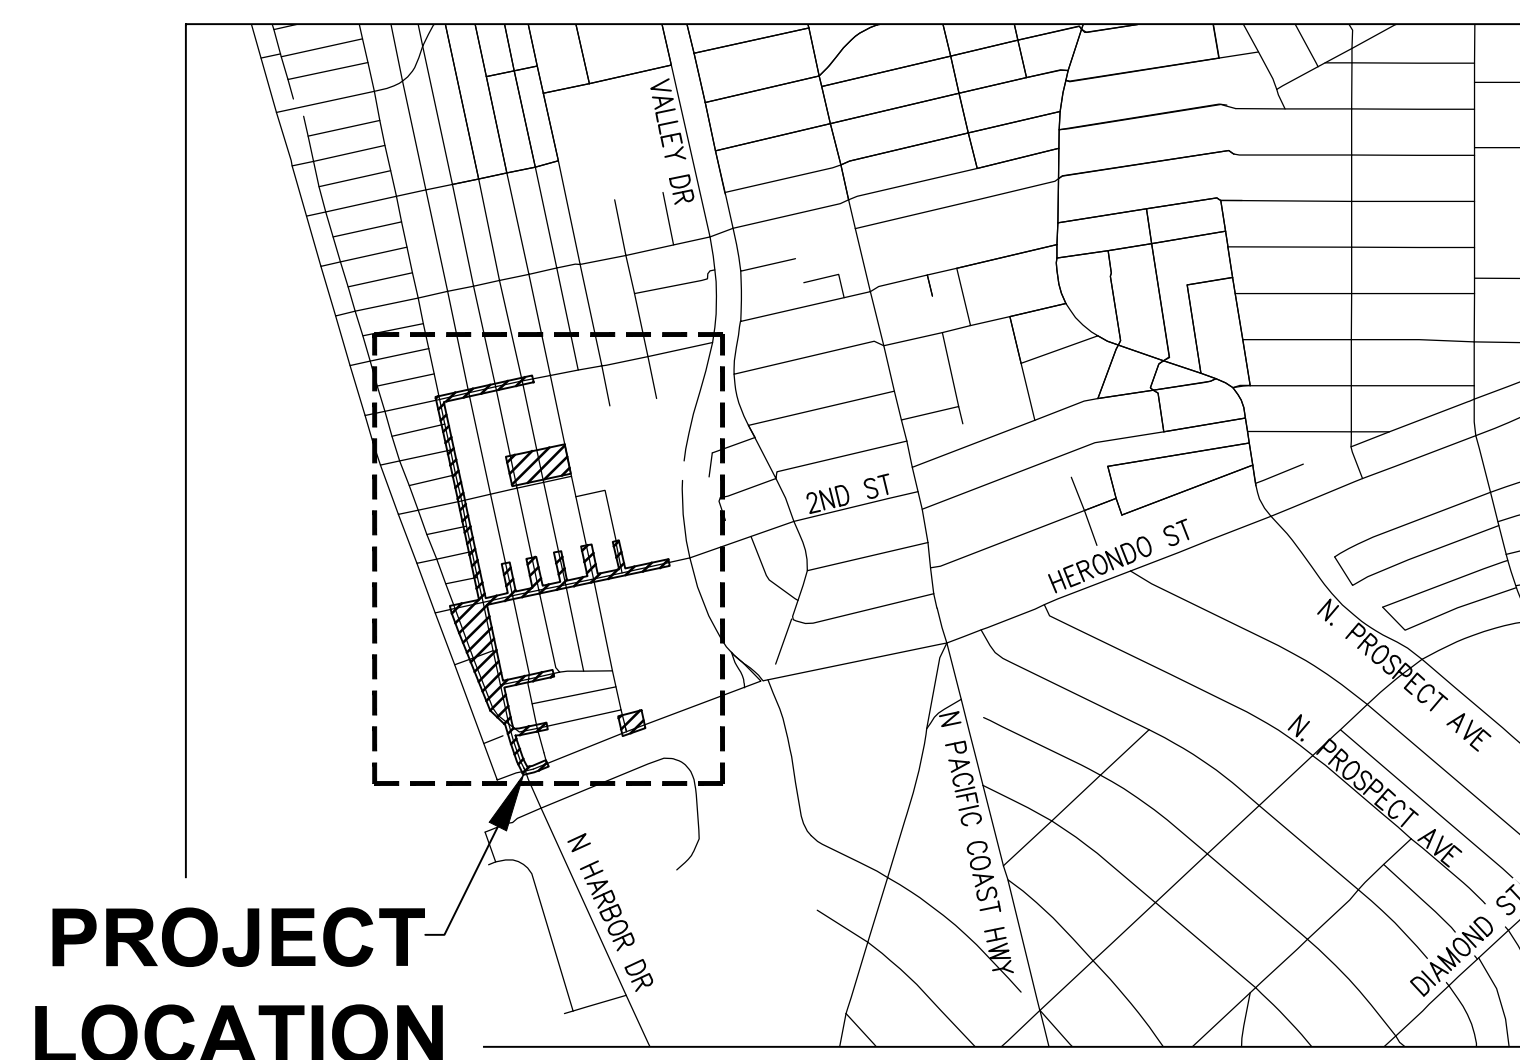 VALLEY DR
2ND ST
HERONDO ST
N. PROSPECT AVE
N. PROSPECT AVE
N PACIFIC COAST HWY
N HARBOR DR
DIAMOND ST
PROJECT
LOCATION